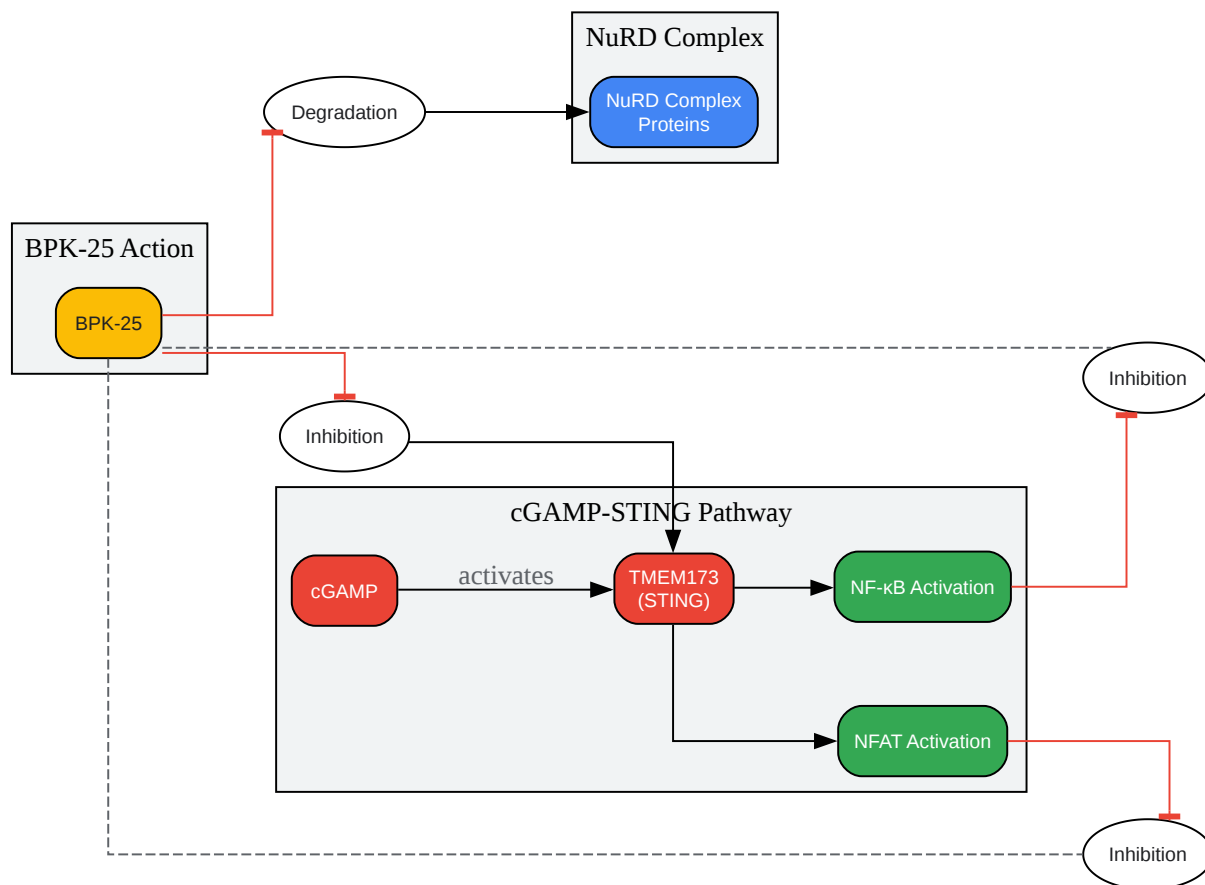 NuRD Complex
Degradation
NuRD Complex
Proteins
BPK-25 Action
BPK-25
Inhibition
Inhibition
cGAMP-STING Pathway
cGAMP
activates
TMEM173
(STING)
NF-κB Activation
NFAT Activation
Inhibition